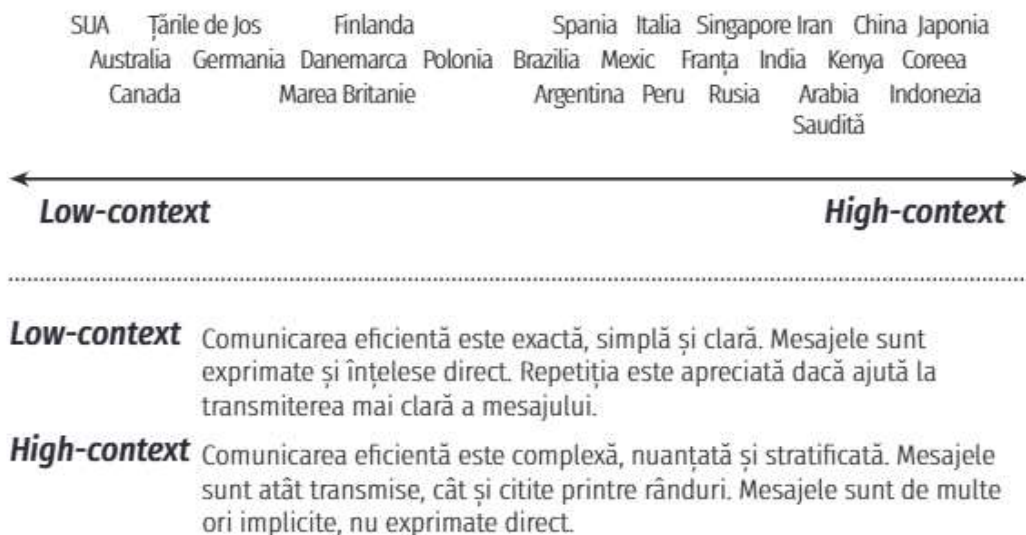 SUA Țările de Jos Finlanda Spania Italia Singapore Iran China Japonia
Australia Germania Danemarca Polonia Brazilia Mexic Franța India Kenya Coreea
Canada Marea Britanie Argentina Peru Rusia Arabia Indonezia
Saudită
Low-context High-context
Low-context Comunicarea eficientă este exactă, simplă și clară. Mesajele sunt
exprimate și înțelese direct. Repetiția este apreciată dacă ajută la
transmiterea mai clară a mesajului.
High-context Comunicarea eficientă este complexă, nuanțată și stratificată. Mesajele
sunt atât transmise, cât și citite printre rânduri. Mesajele sunt de multe
ori implicite, nu exprimate direct.